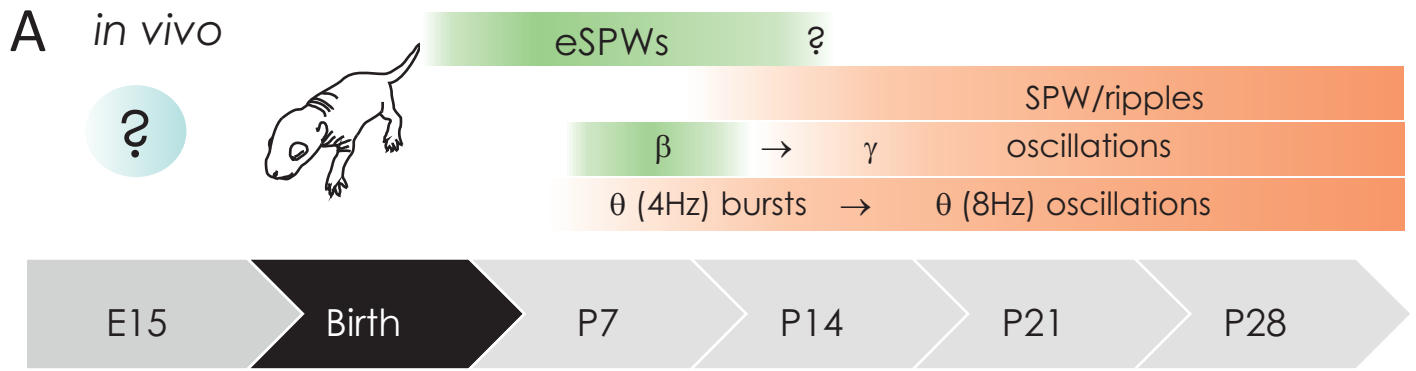 A in vivo
eSPWs ?
?
SPW/ripples
β → γ oscillations
θ (4Hz) bursts → θ (8Hz) oscillations
E15 Birth P7 P14 P21 P28